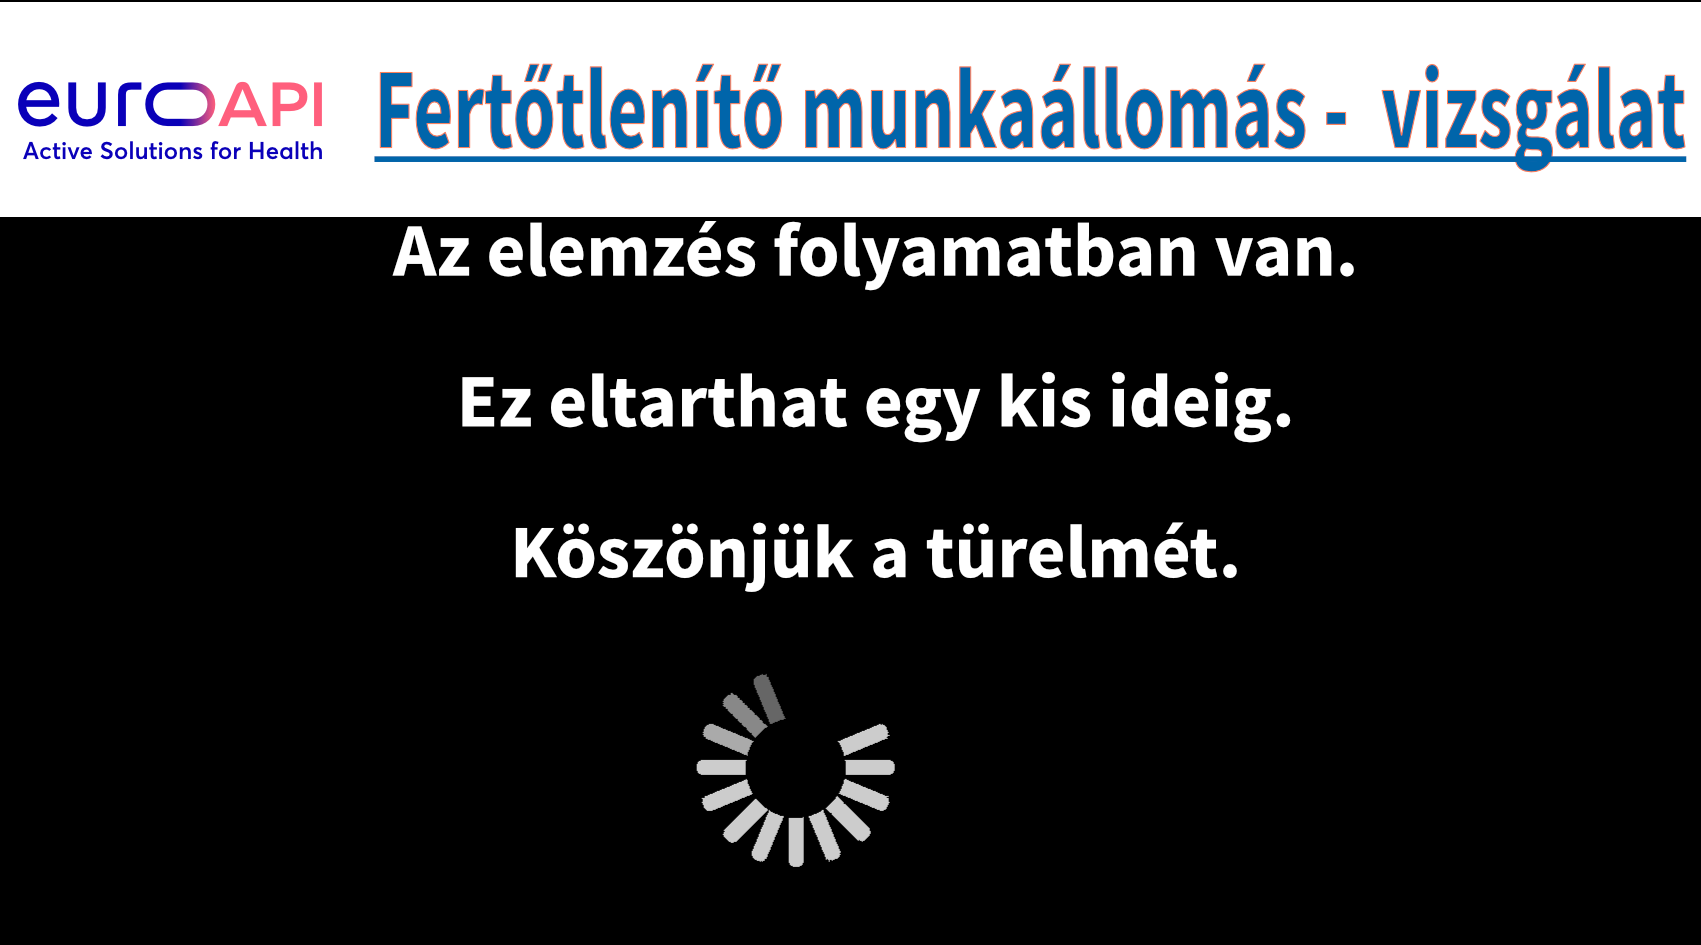 euroAPI
Active Solutions for Health
Fertőtlenítő munkaállomás - vizsgálat
Az elemzés folyamatban van.
Ez eltarthat egy kis ideig.
Köszönjük a türelmét.